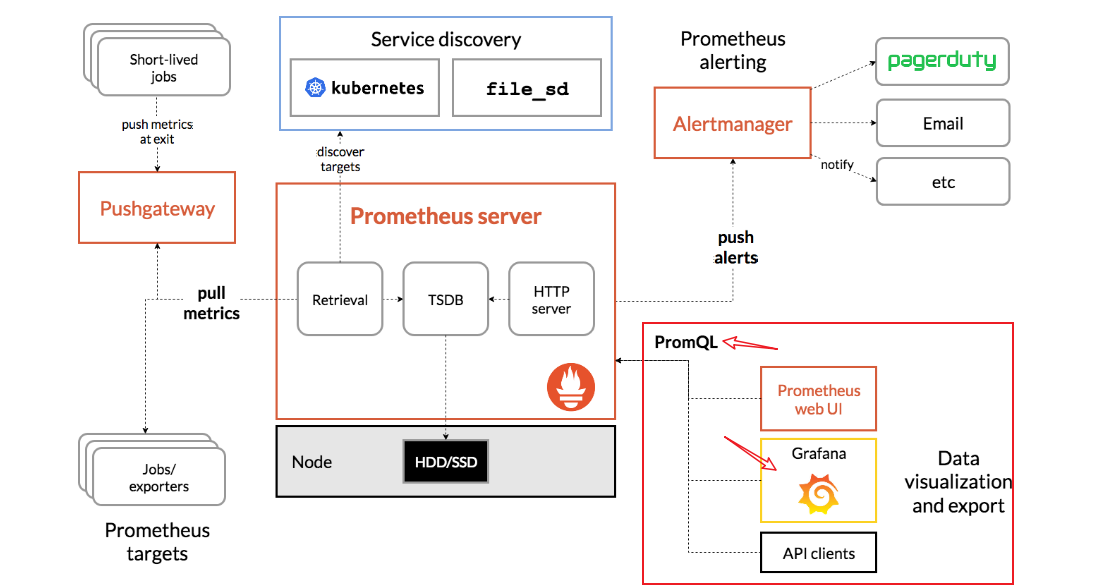 Short-lived
jobs
push metrics
at exit
Pushgateway
pull
metrics
Jobs/
exporters
Prometheus
targets
Service discovery
kubernetes
file_sd
discover
targets
Prometheus server
Retrieval
TSDB
HTTP
server
Node
HDD/SSD
Prometheus
alerting
Alertmanager
pagerduty
Email
notify
etc
push
alerts
PromQL
Prometheus
web UI
Grafana
API clients
Data
visualization
and export